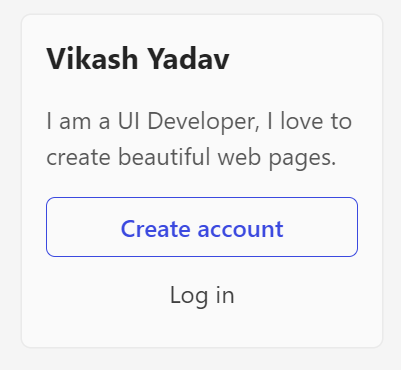 Vikash Yadav
I am a UI Developer, I love to
create beautiful web pages.
Create account
Log in